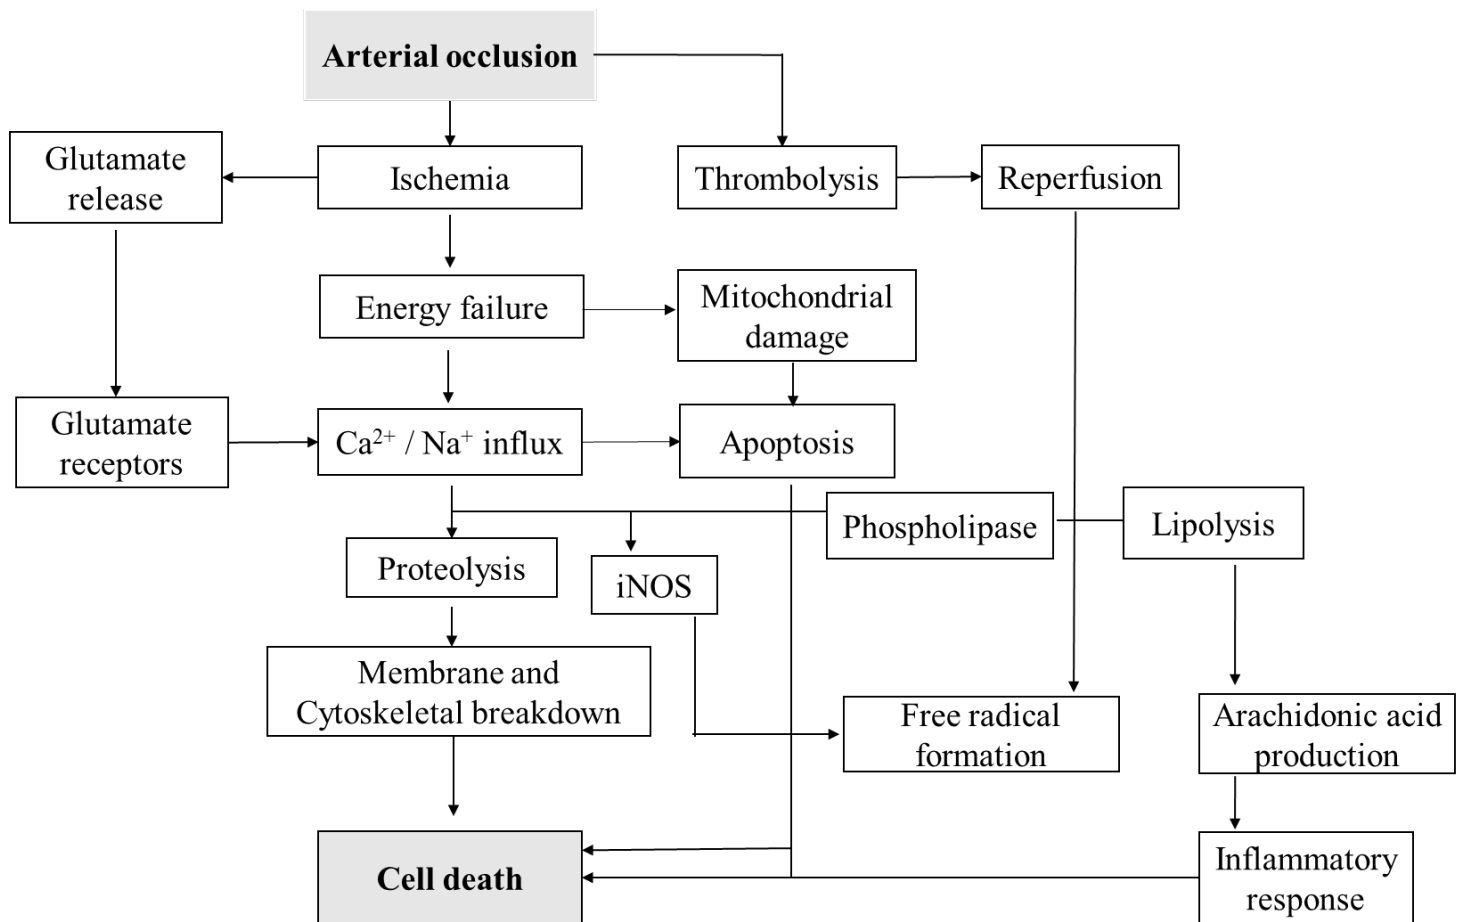 Arterial occlusion
Glutamate
release
Ischemia
Thrombolysis
Reperfusion
Energy failure
Mitochondrial
damage
Glutamate
receptors
Ca²⁺ / Na⁺ influx
Apoptosis
Phospholipase
Lipolysis
Proteolysis
iNOS
Membrane and
Cytoskeletal breakdown
Free radical
formation
Arachidonic acid
production
Cell death
Inflammatory
response